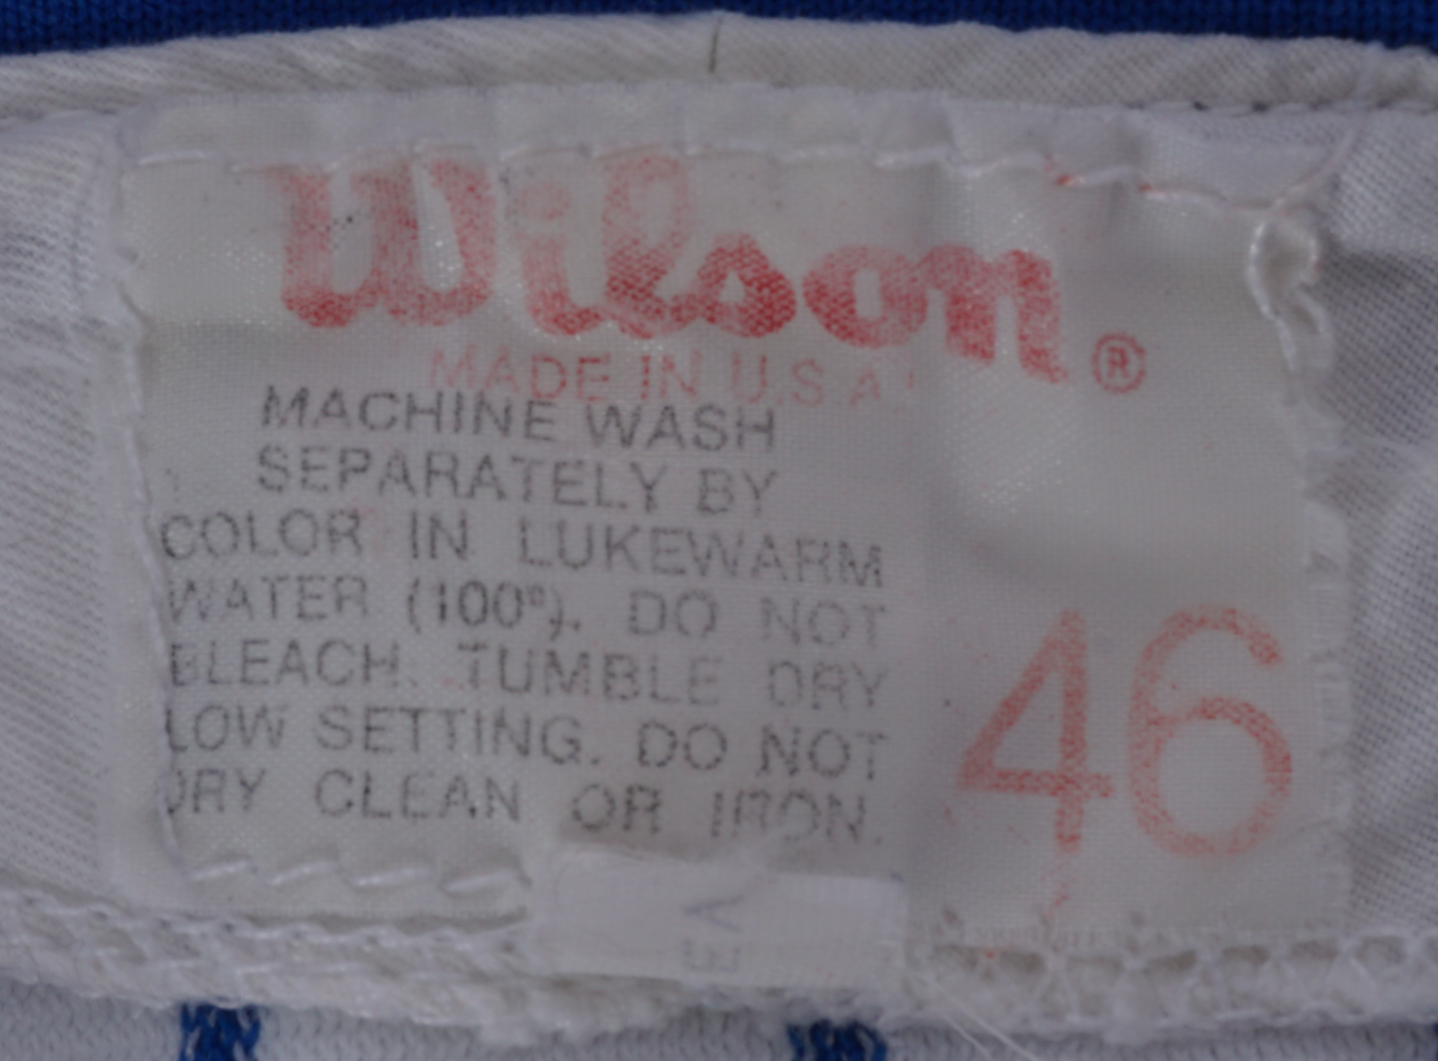 Wilson®
MADE IN U.S.A.
MACHINE WASH
SEPARATELY BY
COLOR IN LUKEWARM
WATER (100°). DO NOT
BLEACH. TUMBLE DRY
LOW SETTING. DO NOT
DRY CLEAN OR IRON.
46